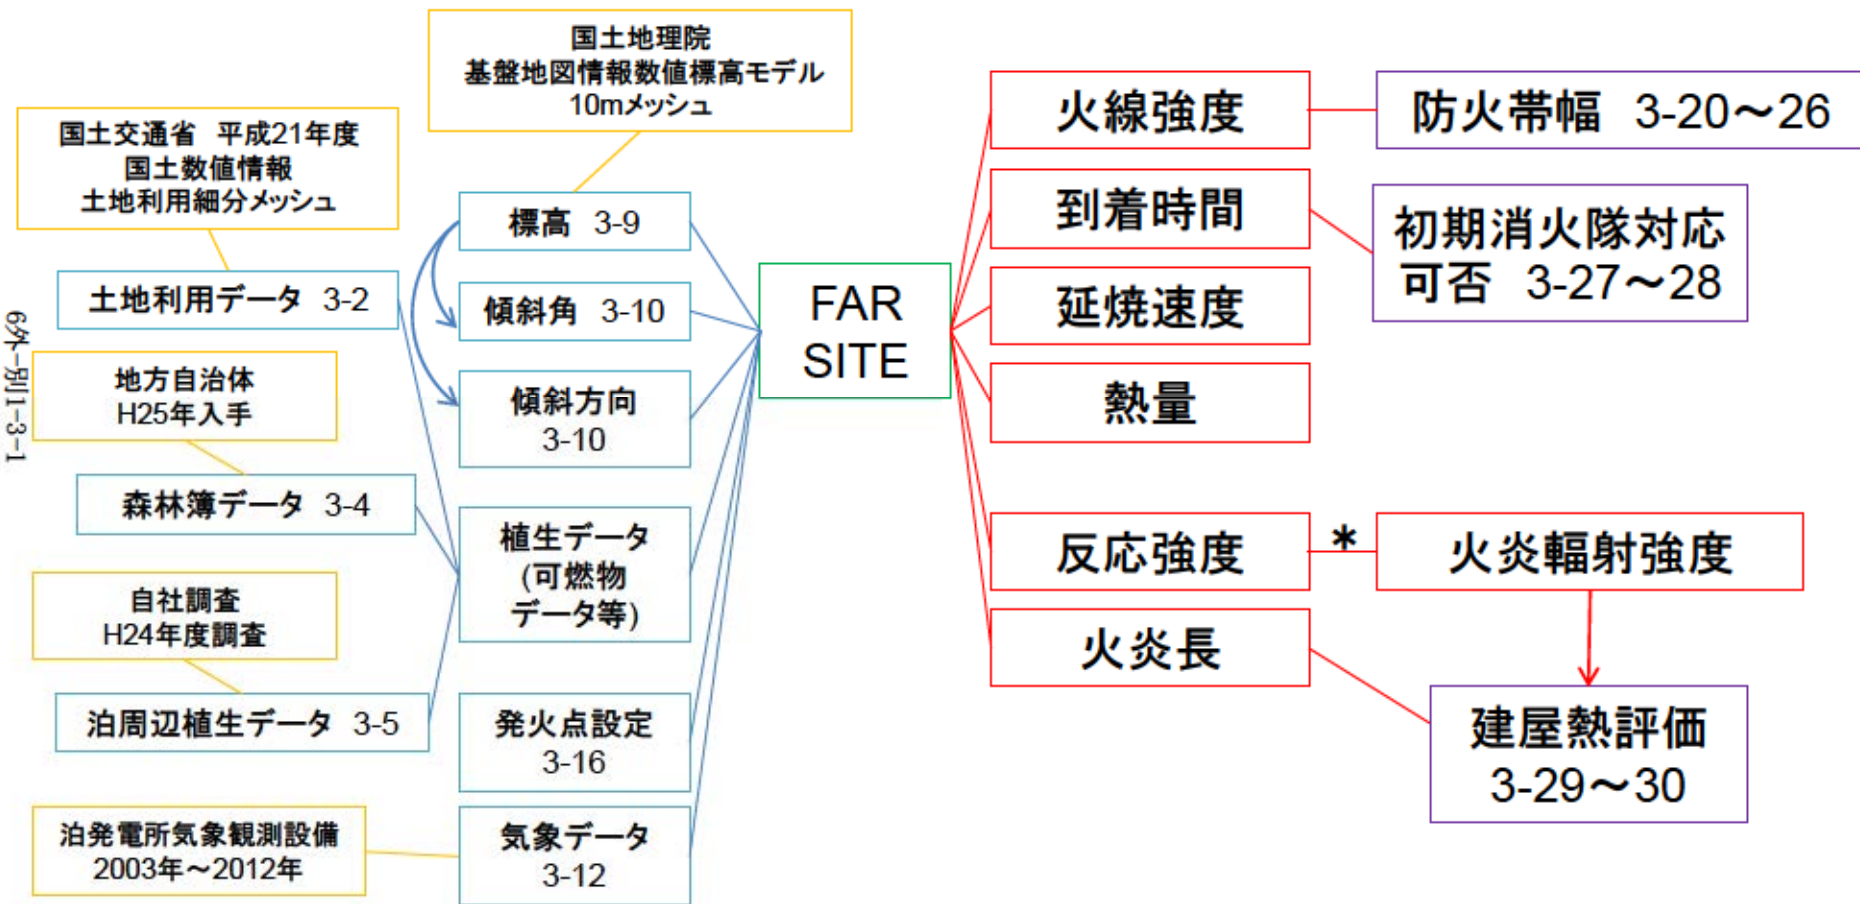 国土地理院
基盤地図情報数値標高モデル
10mメッシュ
国土交通省 平成21年度
国土数値情報
土地利用細分メッシュ
土地利用データ 3-2
地方自治体
H25年入手
森林簿データ 3-4
自社調査
H24年度調査
泊周辺植生データ 3-5
泊発電所気象観測設備
2003年～2012年
標高 3-9
傾斜角 3-10
傾斜方向
3-10
植生データ
(可燃物
データ等)
発火点設定
3-16
気象データ
3-12
FAR
SITE
火線強度
到着時間
延焼速度
熱量
反応強度
火炎長
防火帯幅 3-20～26
初期消火隊対応
可否 3-27～28
*
火炎輻射強度
建屋熱評価
3-29～30
6外-別1-3-1